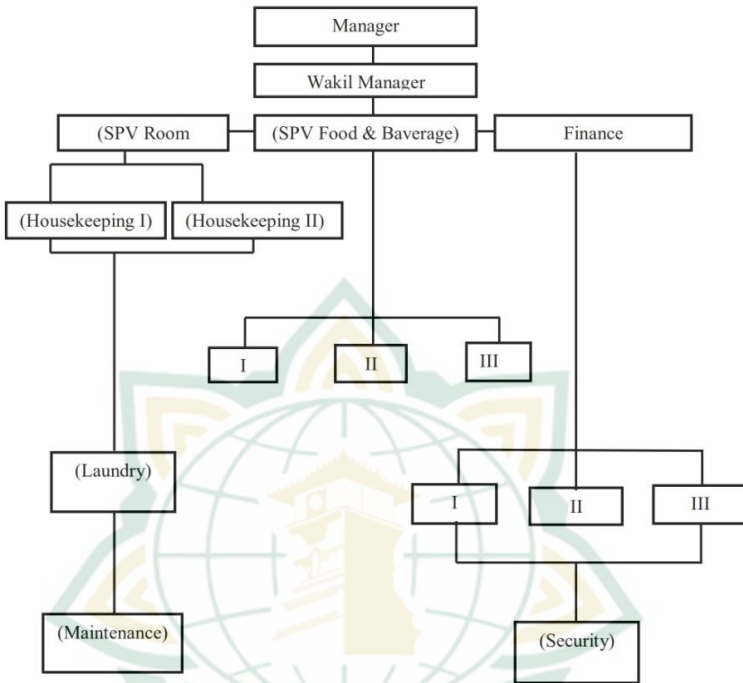 Manager
Wakil Manager
(SPV Room
(SPV Food & Baverage)
Finance
(Housekeeping I)
(Housekeeping II)
I
II
III
(Laundry)
I
II
III
(Maintenance)
(Security)